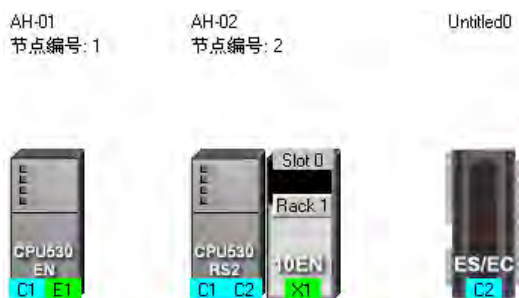 AH-01
节点编号: 1
AH-02
节点编号: 2
Untitled0
CPU530
EN
C1 E1
CPU530
RS2
C1 C2
Slot 0
Rack 1
10EN
X1
ES/EC
C2